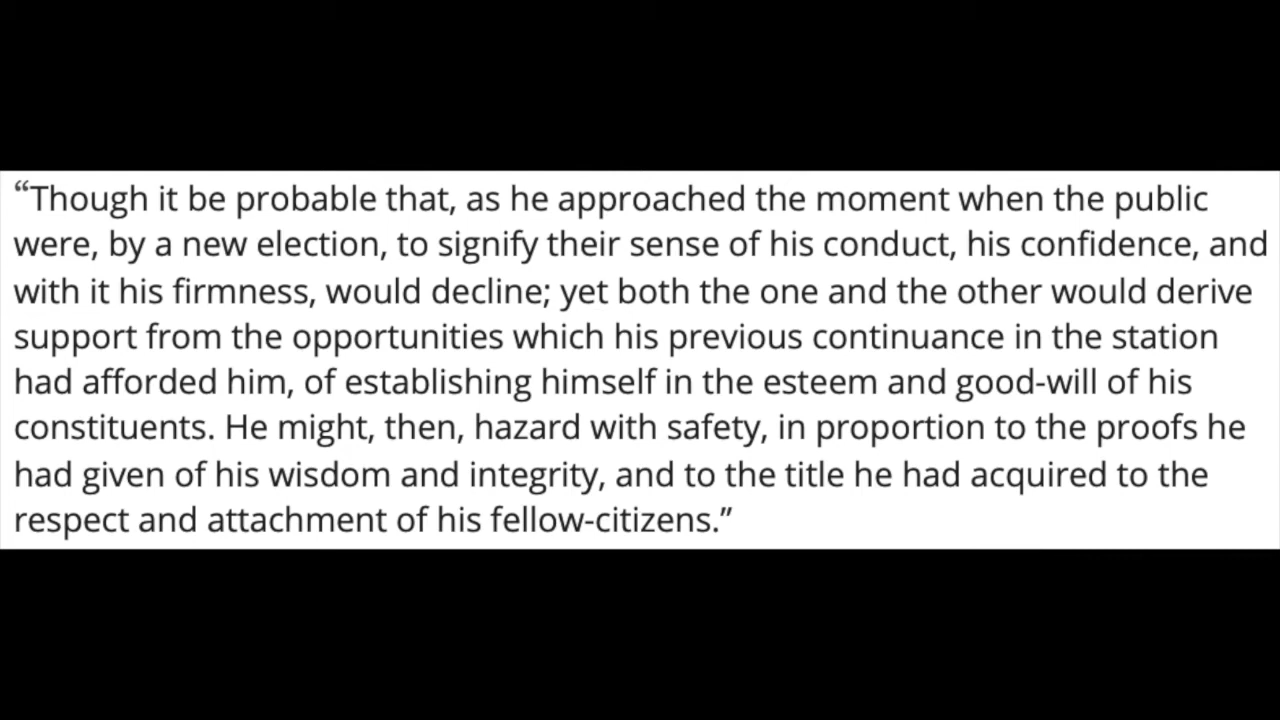 “Though it be probable that, as he approached the moment when the public
were, by a new election, to signify their sense of his conduct, his confidence, and
with it his firmness, would decline; yet both the one and the other would derive
support from the opportunities which his previous continuance in the station
had afforded him, of establishing himself in the esteem and good-will of his
constituents. He might, then, hazard with safety, in proportion to the proofs he
had given of his wisdom and integrity, and to the title he had acquired to the
respect and attachment of his fellow-citizens.”